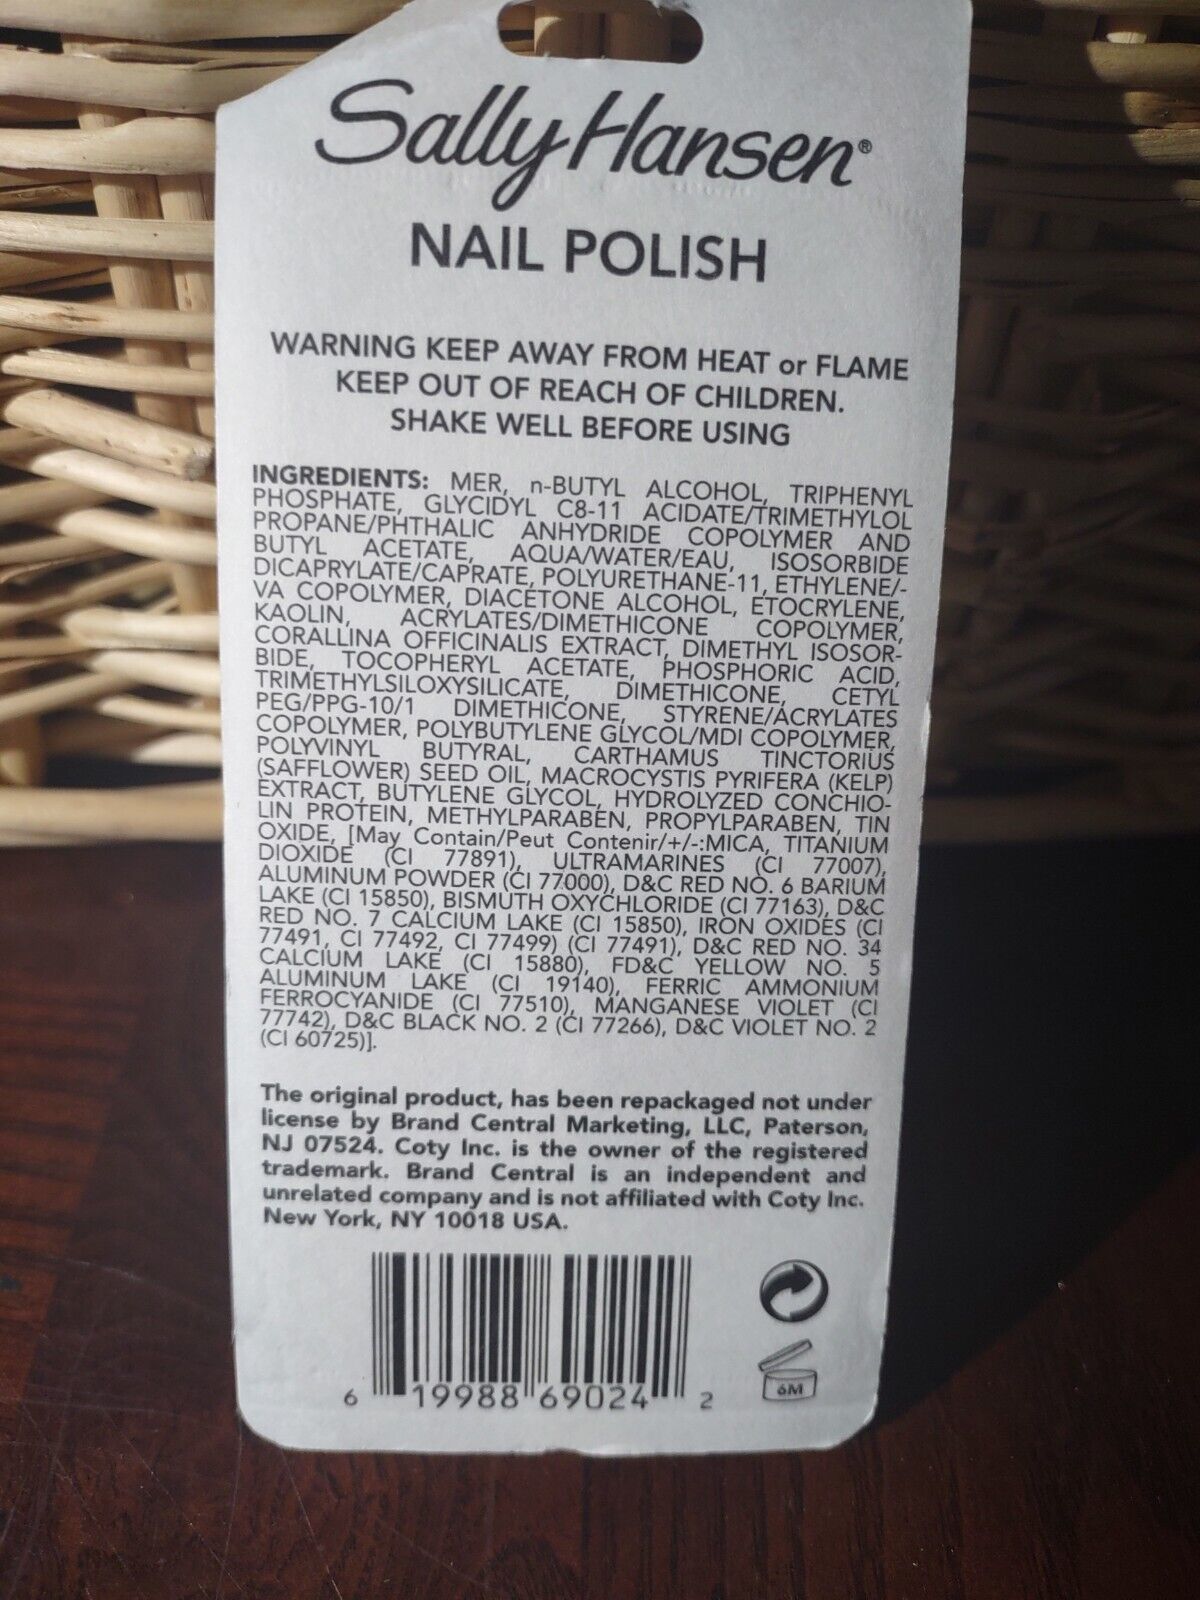 Sally Hansen®
NAIL POLISH
WARNING KEEP AWAY FROM HEAT or FLAME
KEEP OUT OF REACH OF CHILDREN.
SHAKE WELL BEFORE USING
INGREDIENTS: MER, n-BUTYL ALCOHOL, TRIPHENYL
PHOSPHATE, GLYCIDYL C8-11 ACIDATE/TRIMETHYLOL
PROPANE/PHTHALIC ANHYDRIDE COPOLYMER AND
BUTYL ACETATE, AQUA/WATER/EAU, ISOSORBIDE
DICAPRYLATE/CAPRATE, POLYURETHANE-11, ETHYLENE/-
VA COPOLYMER, DIACETONE ALCOHOL, ETOCRYLENE,
KAOLIN, ACRYLATES/DIMETHICONE COPOLYMER,
CORALLINA OFFICINALIS EXTRACT, DIMETHYL ISOSOR-
BIDE, TOCOPHERYL ACETATE, PHOSPHORIC ACID,
TRIMETHYLSILOXYSILICATE, DIMETHICONE, CETYL
PEG/PPG-10/1 DIMETHICONE, STYRENE/ACRYLATES
COPOLYMER, POLYBUTYLENE GLYCOL/MDI COPOLYMER,
POLYVINYL BUTYRAL, CARTHAMUS TINCTORIUS
(SAFFLOWER) SEED OIL, MACROCYSTIS PYRIFERA (KELP)
EXTRACT, BUTYLENE GLYCOL, HYDROLYZED CONCHIO-
LIN PROTEIN, METHYLPARABEN, PROPYLPARABEN, TIN
OXIDE, [May Contain/Peut Contenir/+/-:MICA, TITANIUM
DIOXIDE (CI 77891), ULTRAMARINES (CI 77007),
ALUMINUM POWDER (CI 77000), D&C RED NO. 6 BARIUM
LAKE (CI 15850), BISMUTH OXYCHLORIDE (CI 77163), D&C
RED NO. 7 CALCIUM LAKE (CI 15850), IRON OXIDES (CI
77491, CI 77492, CI 77499) (CI 77491), D&C RED NO. 34
CALCIUM LAKE (CI 15880), FD&C YELLOW NO. 5
ALUMINUM LAKE (CI 19140), FERRIC AMMONIUM
FERROCYANIDE (CI 77510), MANGANESE VIOLET (CI
77742), D&C BLACK NO. 2 (CI 77266), D&C VIOLET NO. 2
(CI 60725)].
The original product, has been repackaged not under
license by Brand Central Marketing, LLC, Paterson,
NJ 07524. Coty Inc. is the owner of the registered
trademark. Brand Central is an independent and
unrelated company and is not affiliated with Coty Inc.
New York, NY 10018 USA.
6 19988 69024 2
6M